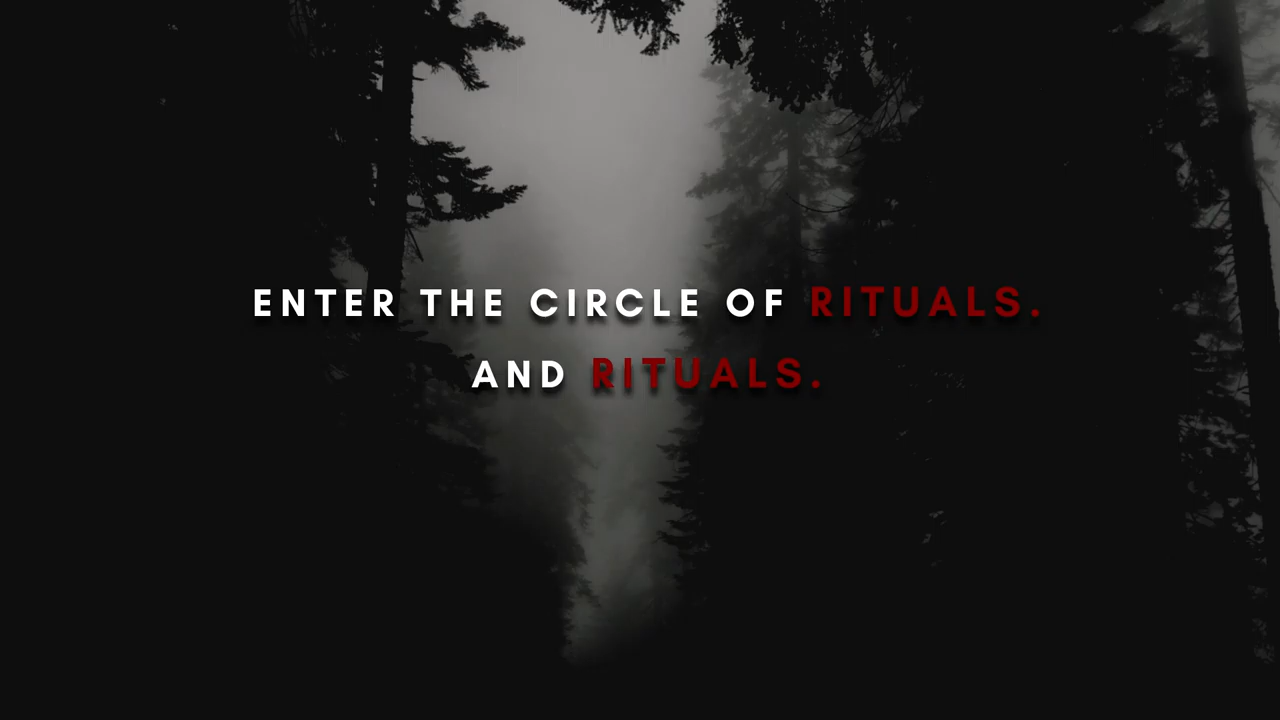 ENTER THE CIRCLE OF RITUALS.
AND RITUALS.